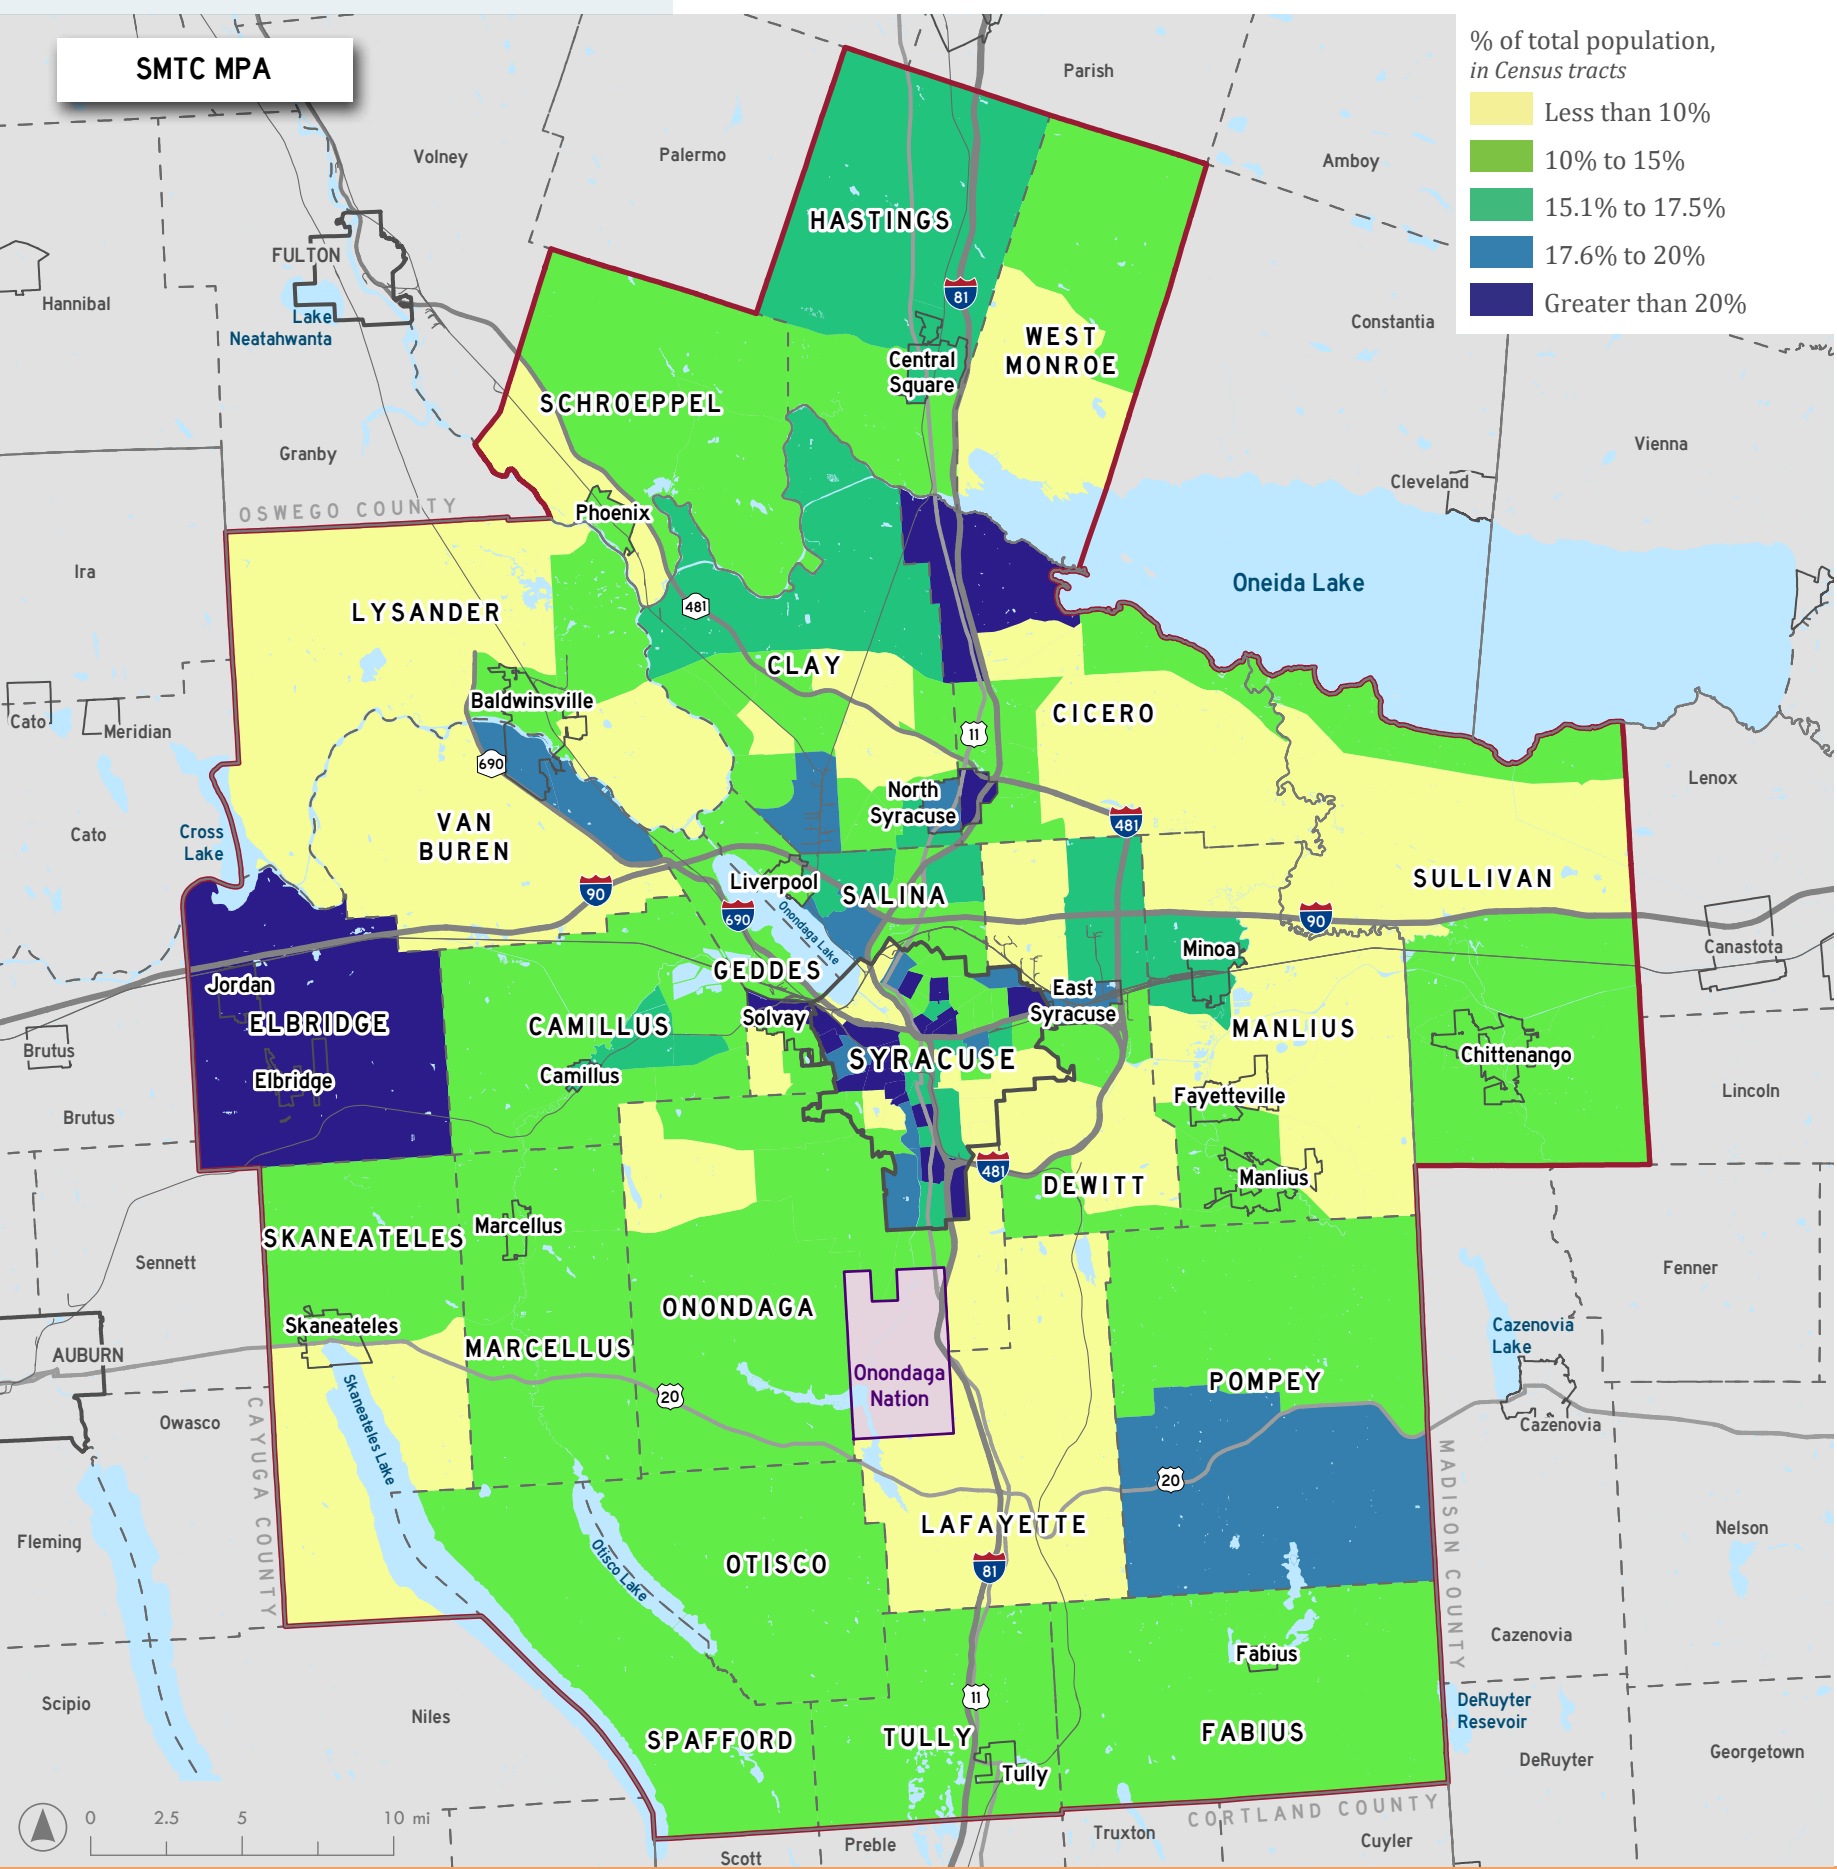 SMTC MPA
% of total population,
in Census tracts
Less than 10%
10% to 15%
15.1% to 17.5%
17.6% to 20%
Greater than 20%
Parish
Volney
Palermo
Amboy
HASTINGS
FULTON
Hannibal
81
Lake
Neatahwanta
Constantia
WEST
MONROE
Central
Square
SCHROEPPEL
Vienna
Granby
Cleveland
OSWEGO COUNTY
Phoenix
Ira
Oneida Lake
LYSANDER
481
CLAY
Baldwinsville
CICERO
Cato
Meridian
11
690
Lenox
North
Syracuse
VAN
BUREN
481
Cato
Cross
Lake
Liverpool
SALINA
SULLIVAN
90
690
Onondaga Lake
90
Minoa
Canastota
GEDDES
Jordan
East
Syracuse
Solvay
ELBRIDGE
CAMILLUS
MANLIUS
Brutus
SYRACUSE
Chittenango
Elbridge
Camillus
Fayetteville
Lincoln
Brutus
481
DEWITT
Manlius
Marcellus
SKANEATELES
Sennett
Fenner
ONONDAGA
Skaneateles
Cazenovia
Lake
MARCELLUS
AUBURN
Onondaga
Nation
POMPEY
20
Skaneateles Lake
Owasco
CAYUGA COUNTY
Cazenovia
MADISON COUNTY
20
LAFAYETTE
Fleming
Nelson
OTISCO
Otisco Lake
81
Cazenovia
Fabius
Scipio
Niles
11
DeRuyter
Resevoir
SPAFFORD
TULLY
FABIUS
Georgetown
DeRuyter
Tully
0 2.5 5 10 mi
CORTLAND COUNTY
Truxton
Preble
Cuyler
Scott